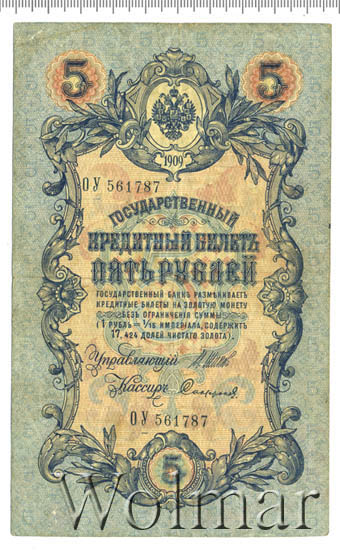 5 5
1909
ОУ 561787
ГОСУДАРСТВЕННЫЙ
КРЕДИТНЫЙ БИЛЕТЪ
ПЯТЬ РУБЛЕЙ
ГОСУДАРСТВЕННЫЙ БАНКЪ РАЗМѢНИВАЕТЪ
КРЕДИТНЫЕ БИЛЕТЫ НА ЗОЛОТУЮ МОНЕТУ
БЕЗЪ ОГРАНИЧЕНІЯ СУММЫ
(1 РУБЛЬ = 1/15 ИМПЕРІАЛА, СОДЕРЖИТЪ
17,424 ДОЛЕЙ ЧИСТАГО ЗОЛОТА).
Управляющій
Кассиръ
ОУ 561787
5
Wolmar